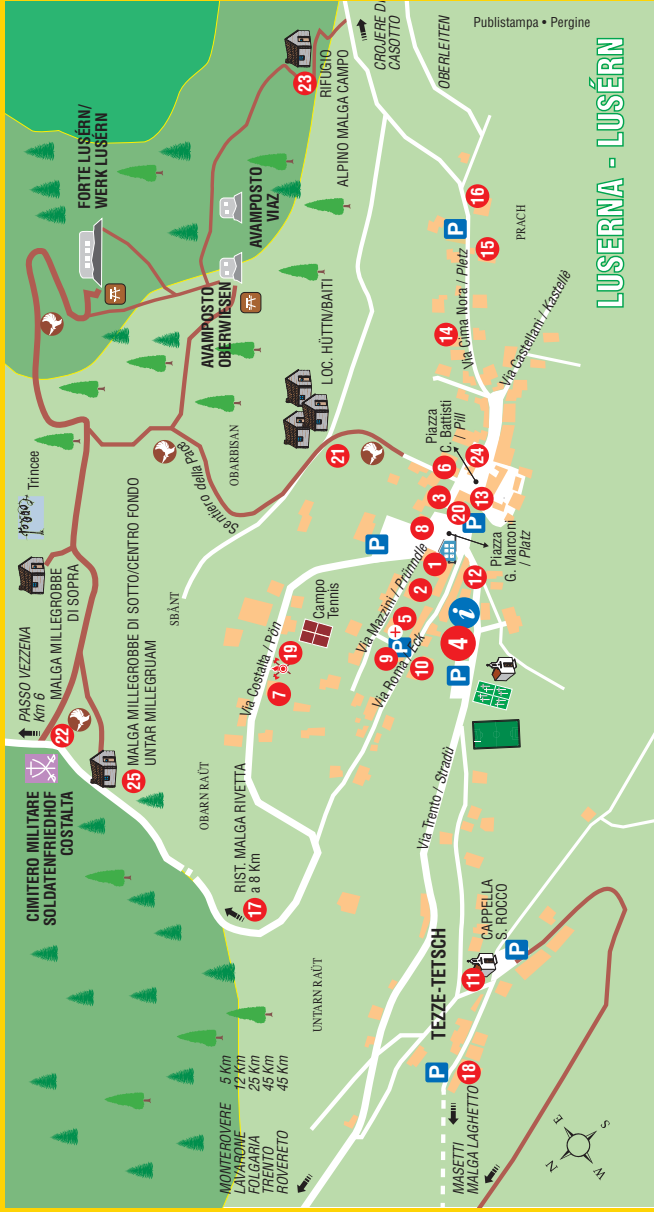 LUSERNA - LUSÉRN
Publistampa • Pergine
CIMITERO MILITARE
SOLDATENFRIEDHOF
COSTALTA
22
PASSO VEZZENA
Km 6
MALGA MILLEGROBBE
DI SOPRA
Trincee
FORTE LUSÉRN/
WERK LUSÉRN
25
MALGA MILLEGROBBE DI SOTTO/CENTRO FONDO
UNTAR MILLEGRUAM
AVAMPOSTO
OBERWIESEN
AVAMPOSTO
VIAZ
23
RIFUGIO
ALPINO MALGA CAMPO
CROJERE DI
CASOTTO
OBERLEITEN
MONTEROVERE 5 Km
LAVARONE 12 Km
FOLGARIA 25 Km
TRENTO 45 Km
ROVERETO 45 Km
17
RIST. MALGA RIVETTA
a 8 Km
OBARN RAÛT
UNTARN RAÛT
SBÂNT
OBARBISAN
Sentiero della Pace
LOC. HÜTTN/BAITI
21
Via Costalta / Pön
7
19
Campo
Tennis
P
Via Mazzini / Prünndle
Via Roma / Eck
9
P
5
10
2
1
8
3
6
20
P
13
24
Piazza
C. Battisti
/ Pill
Piazza
G. Marconi
/ Platz
12
4
i
P
14
Via Cima Nora / Pletz
Via Castellani / Kastellè
15
P
16
PRACH
Via Trento / Stradù
TEZZE-TETSCH
11
CAPPELLA
S. ROCCO
P
P
18
MASETTI
MALGA LAGHETTO
N
E
S
W